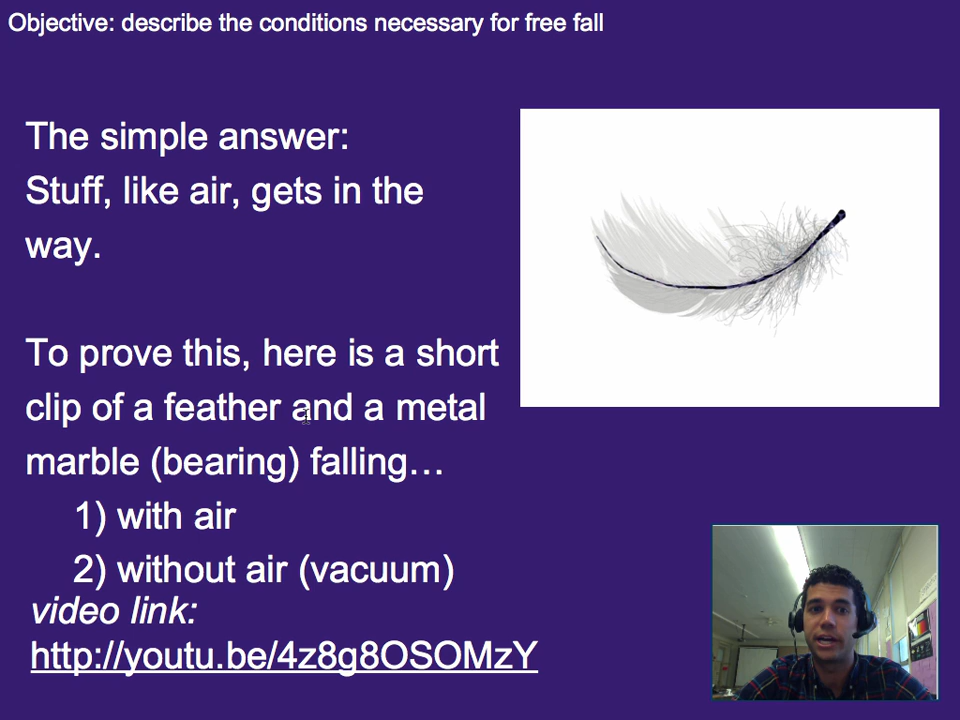 Objective: describe the conditions necessary for free fall
The simple answer:
Stuff, like air, gets in the
way.
To prove this, here is a short
clip of a feather and a metal
marble (bearing) falling…
1) with air
2) without air (vacuum)
video link:
http://youtu.be/4z8g8OSOMzY